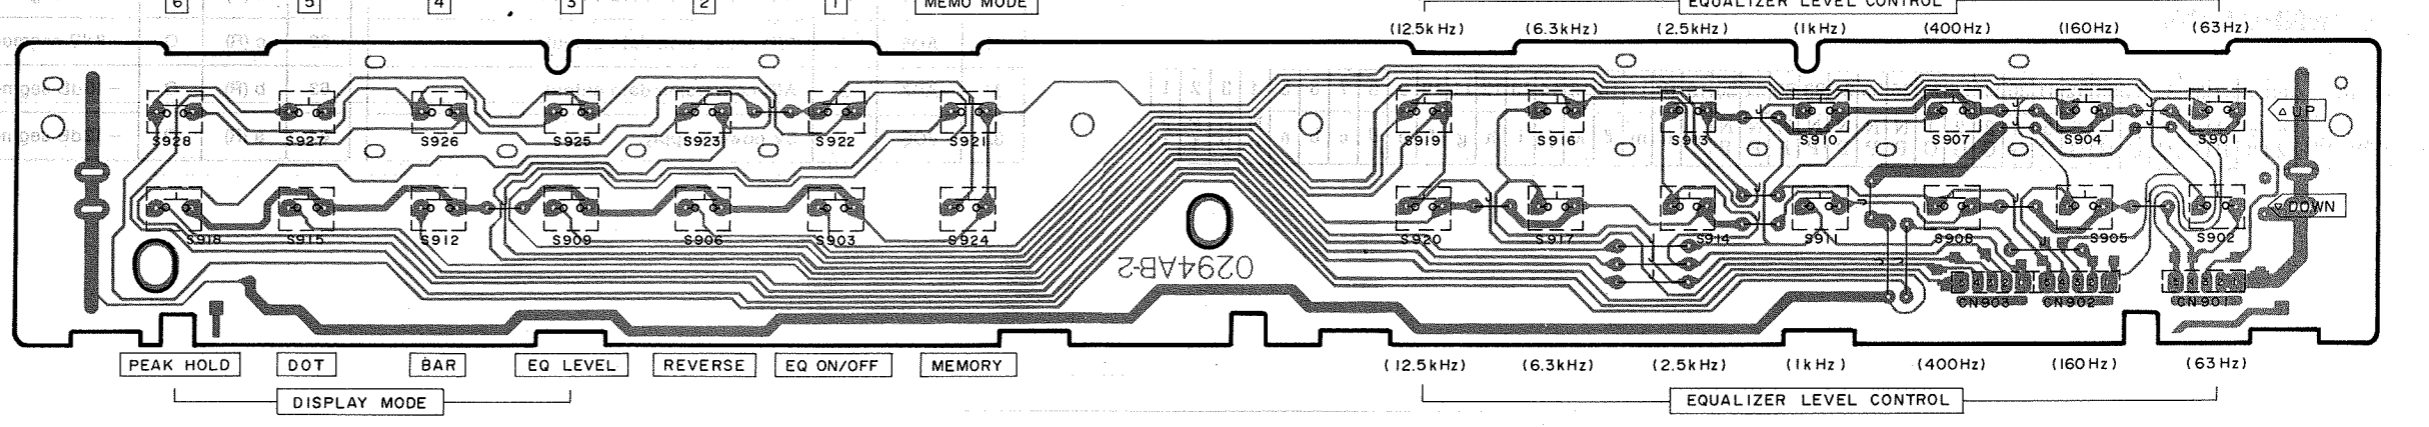 6 5 4 3 2 1 MEMO MODE EQUALIZER LEVEL CONTROL
(12.5kHz) (6.3kHz) (2.5kHz) (1kHz) (400Hz) (160Hz) (63Hz)
S928 S927 S926 S925 S923 S922 S921 S919 S916 S913 S910 S907 S904 S901 △ UP
S918 S915 S912 S909 S906 S903 S924 S920 S917 S914 S911 S908 S905 S902 ▽ DOWN
0294AB-2
CN903 CN902 CN901
PEAK HOLD DOT BAR EQ LEVEL REVERSE EQ ON/OFF MEMORY (12.5kHz) (6.3kHz) (2.5kHz) (1kHz) (400Hz) (160Hz) (63Hz)
DISPLAY MODE EQUALIZER LEVEL CONTROL